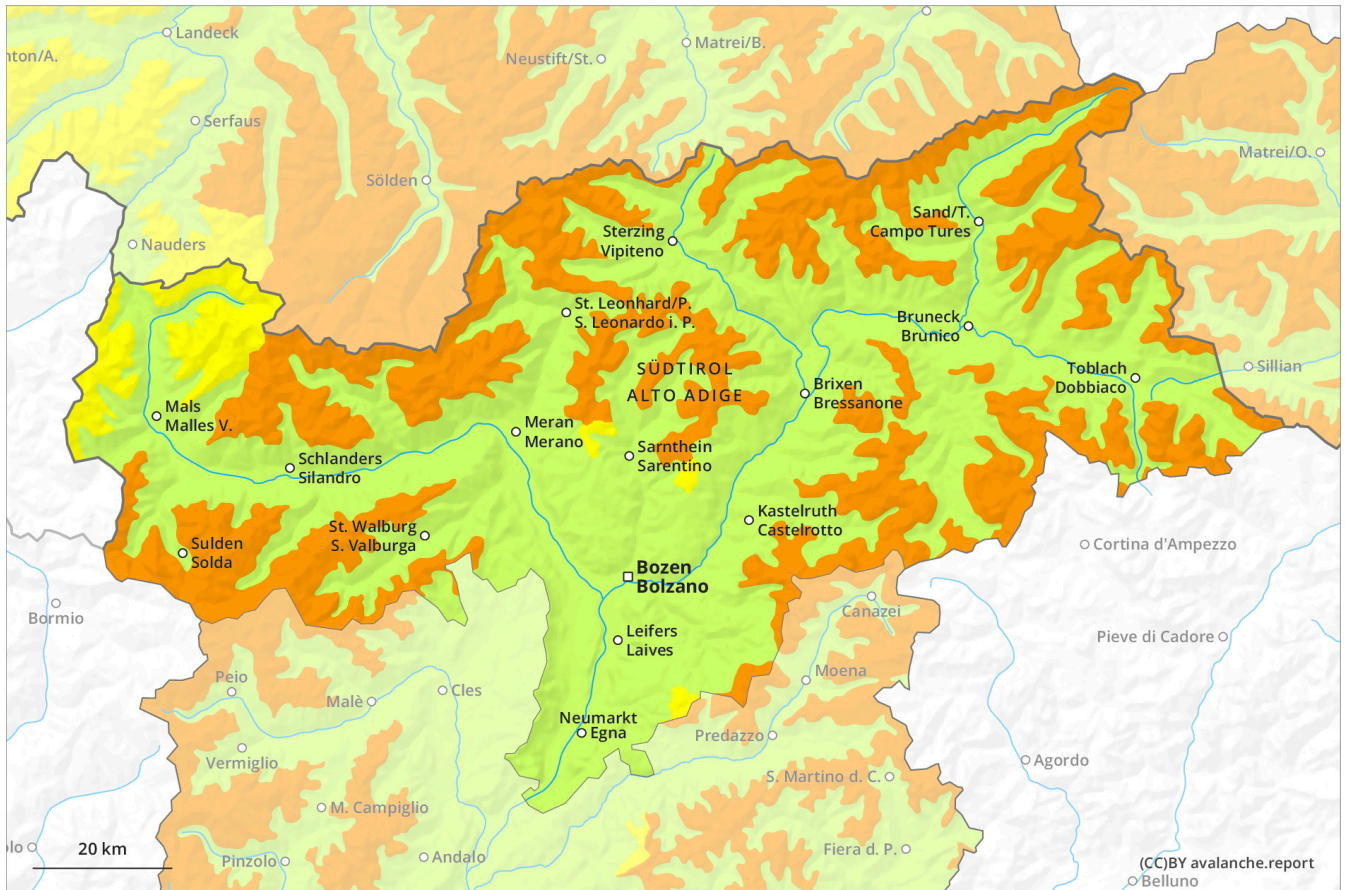 Landeck
nton/A.
Neustift/St.
Matrei/B.
Serfaus
Matrei/O.
Sölden
Nauders
Sand/T.
Campo Tures
Sterzing
Vipiteno
St. Leonhard/P.
S. Leonardo i. P.
Bruneck
Brunico
SÜDTIROL
ALTO ADIGE
Toblach
Dobbiaco
Sillian
Brixen
Bressanone
Mals
Malles V.
Meran
Merano
Sarnthein
Sarentino
Schlanders
Silandro
Kastelruth
Castelrotto
St. Walburg
S. Valburga
Sulden
Solda
Cortina d'Ampezzo
Bozen
Bolzano
Bormio
Canazei
Leifers
Laives
Pieve di Cadore
Peio
Moena
Malè
Cles
Neumarkt
Egna
Predazzo
Vermiglio
Agordo
S. Martino d. C.
M. Campiglio
olo
20 km
Pinzolo
Andalo
Fiera d. P.
(CC)BY avalanche.report
Belluno